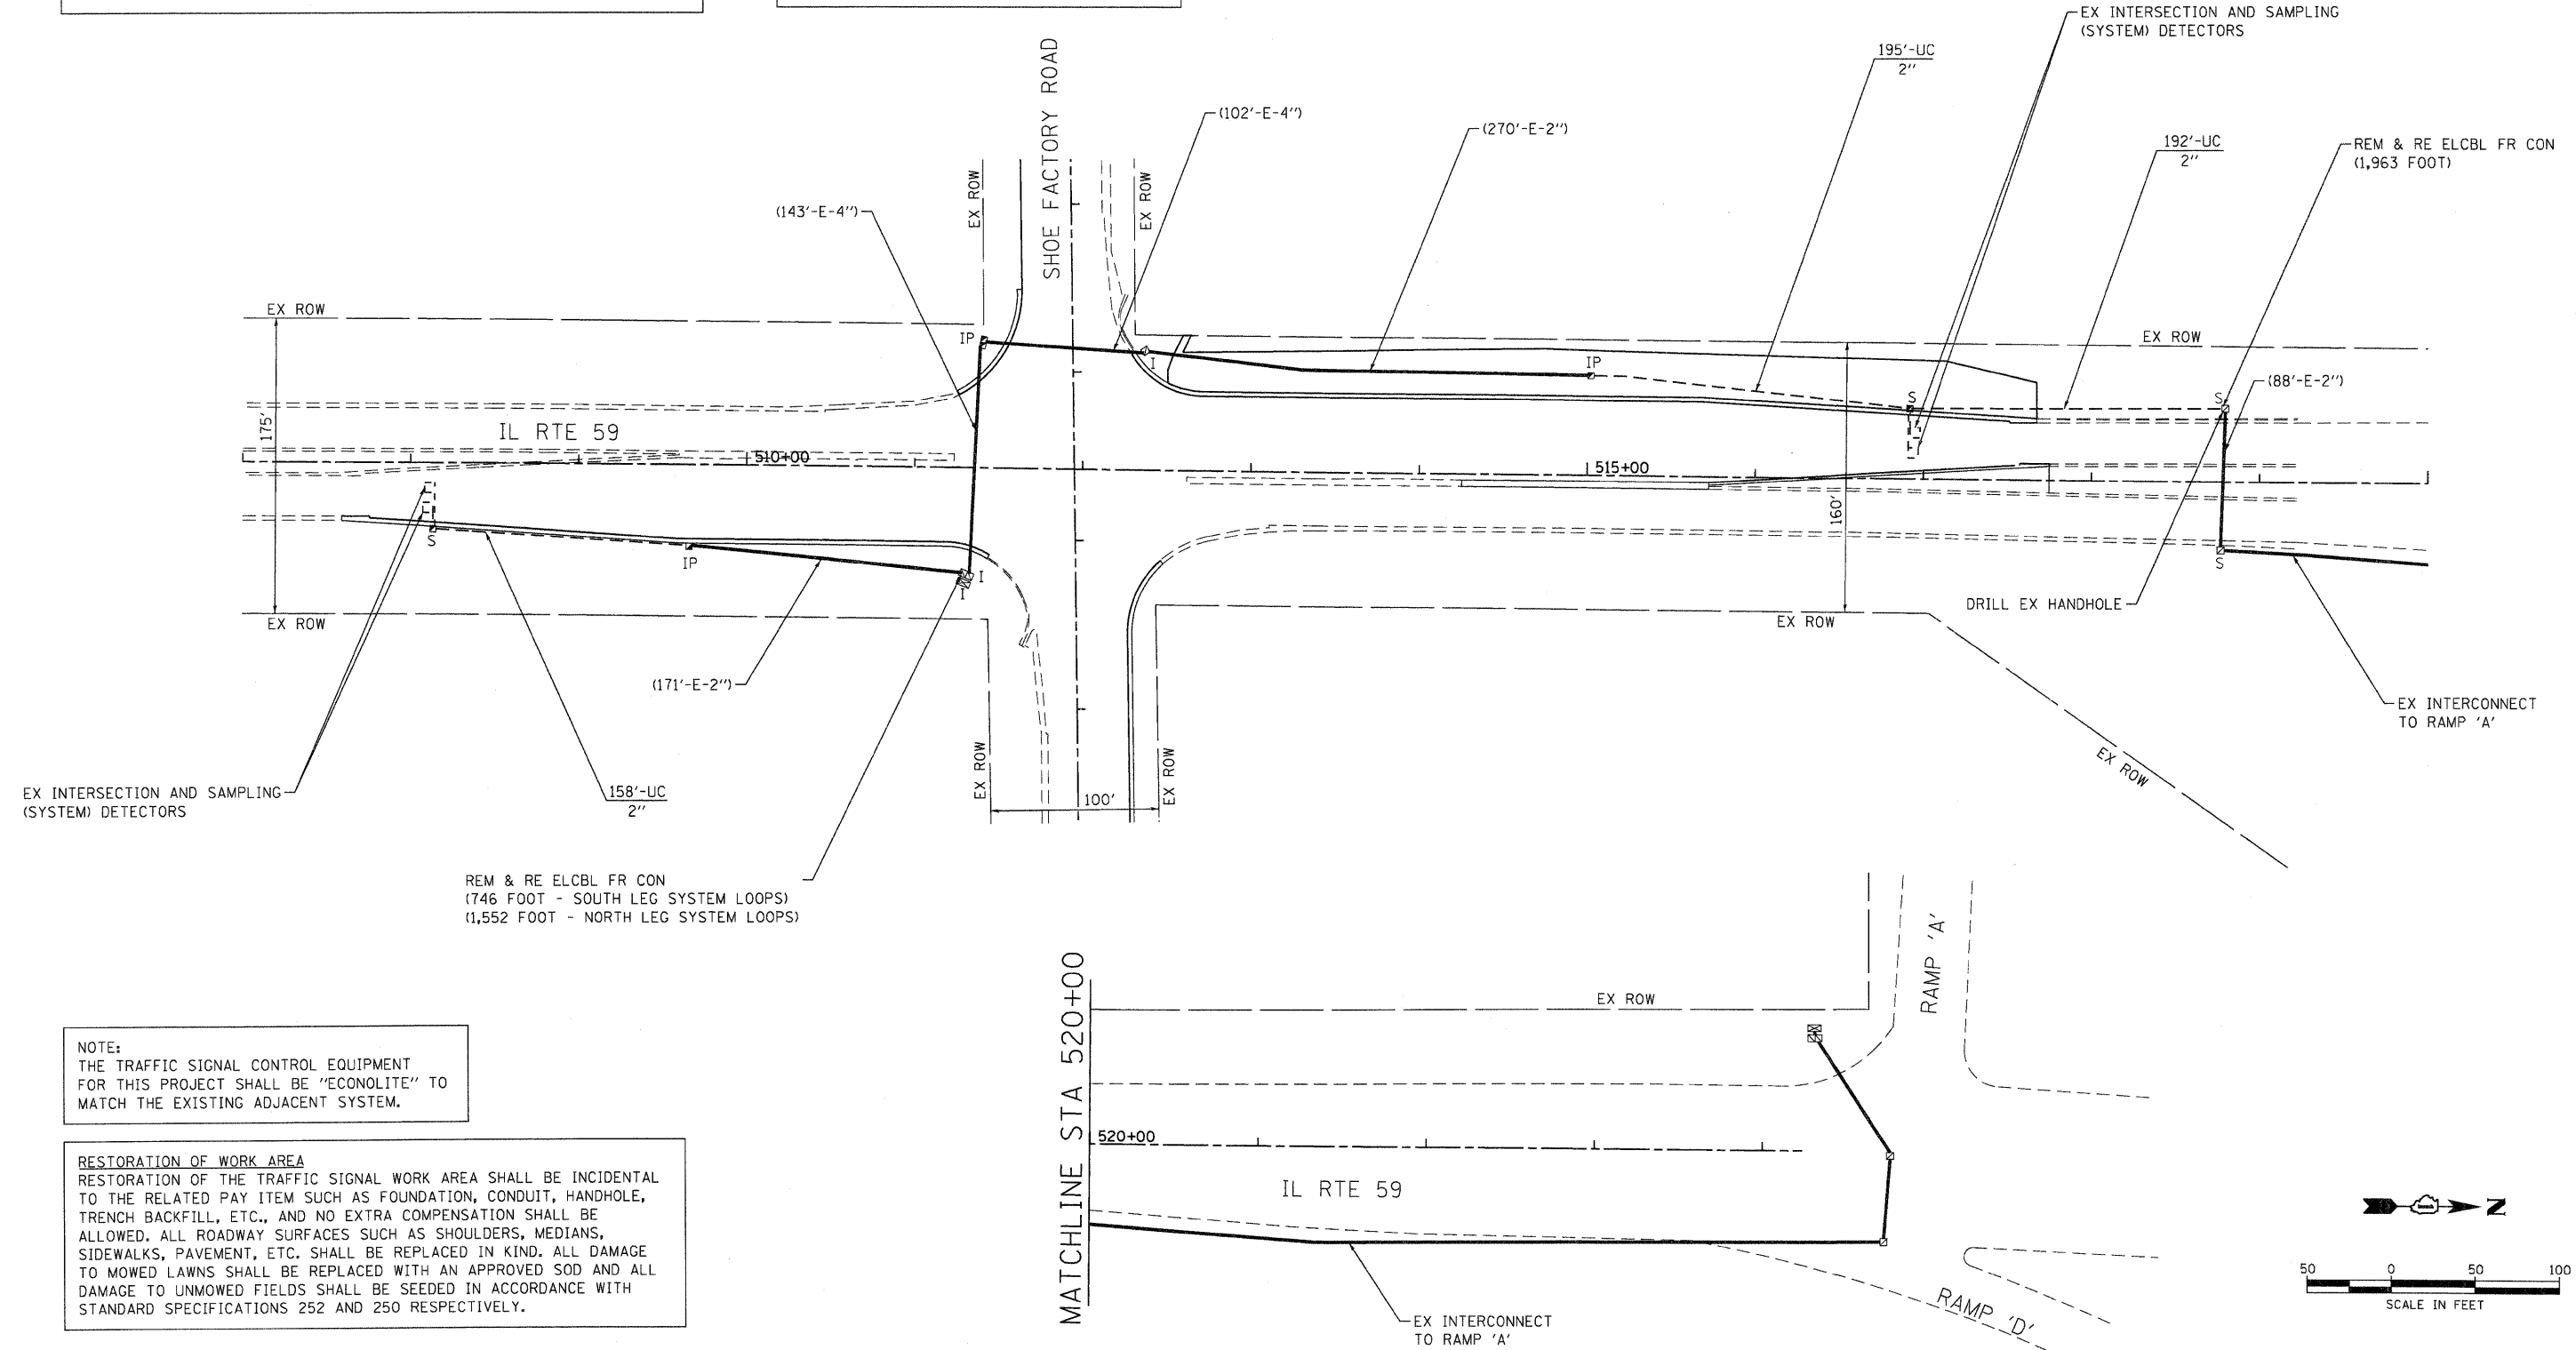 EX INTERSECTION AND SAMPLING
(SYSTEM) DETECTORS
195'-UC
2"
(102'-E-4")
(270'-E-2")
192'-UC
2"
REM & RE ELCBL FR CON
(1,963 FOOT)
SHOE FACTORY ROAD
EX ROW
EX ROW
(143'-E-4")
EX ROW
IP
I
IP
EX ROW
S
S
(88'-E-2")
175'
IL RTE 59
510+00
515+00
160'
S
IP
I
I
S
DRILL EX HANDHOLE
EX ROW
EX ROW
(171'-E-2")
EX INTERCONNECT
TO RAMP 'A'
EX ROW
EX ROW
EX ROW
100'
EX INTERSECTION AND SAMPLING
(SYSTEM) DETECTORS
158'-UC
2"
REM & RE ELCBL FR CON
(746 FOOT - SOUTH LEG SYSTEM LOOPS)
(1,552 FOOT - NORTH LEG SYSTEM LOOPS)
MATCHLINE STA 520+00
EX ROW
RAMP 'A'
520+00
IL RTE 59
EX INTERCONNECT
TO RAMP 'A'
RAMP 'D'
NOTE:
THE TRAFFIC SIGNAL CONTROL EQUIPMENT
FOR THIS PROJECT SHALL BE "ECONOLITE" TO
MATCH THE EXISTING ADJACENT SYSTEM.
RESTORATION OF WORK AREA
RESTORATION OF THE TRAFFIC SIGNAL WORK AREA SHALL BE INCIDENTAL
TO THE RELATED PAY ITEM SUCH AS FOUNDATION, CONDUIT, HANDHOLE,
TRENCH BACKFILL, ETC., AND NO EXTRA COMPENSATION SHALL BE
ALLOWED. ALL ROADWAY SURFACES SUCH AS SHOULDERS, MEDIANS,
SIDEWALKS, PAVEMENT, ETC. SHALL BE REPLACED IN KIND. ALL DAMAGE
TO MOWED LAWNS SHALL BE REPLACED WITH AN APPROVED SOD AND ALL
DAMAGE TO UNMOWED FIELDS SHALL BE SEEDED IN ACCORDANCE WITH
STANDARD SPECIFICATIONS 252 AND 250 RESPECTIVELY.
N
50 0 50 100
SCALE IN FEET